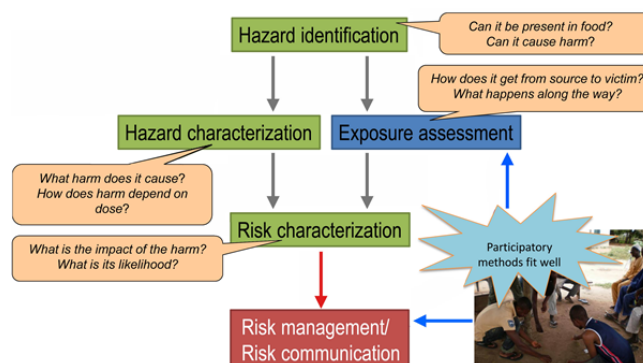 Hazard identification
Can it be present in food?
Can it cause harm?
How does it get from source to victim?
What happens along the way?
Hazard characterization
Exposure assessment
What harm does it cause?
How does harm depend on
dose?
Risk characterization
What is the impact of the harm?
What is its likelihood?
Participatory
methods fit well
Risk management/
Risk communication